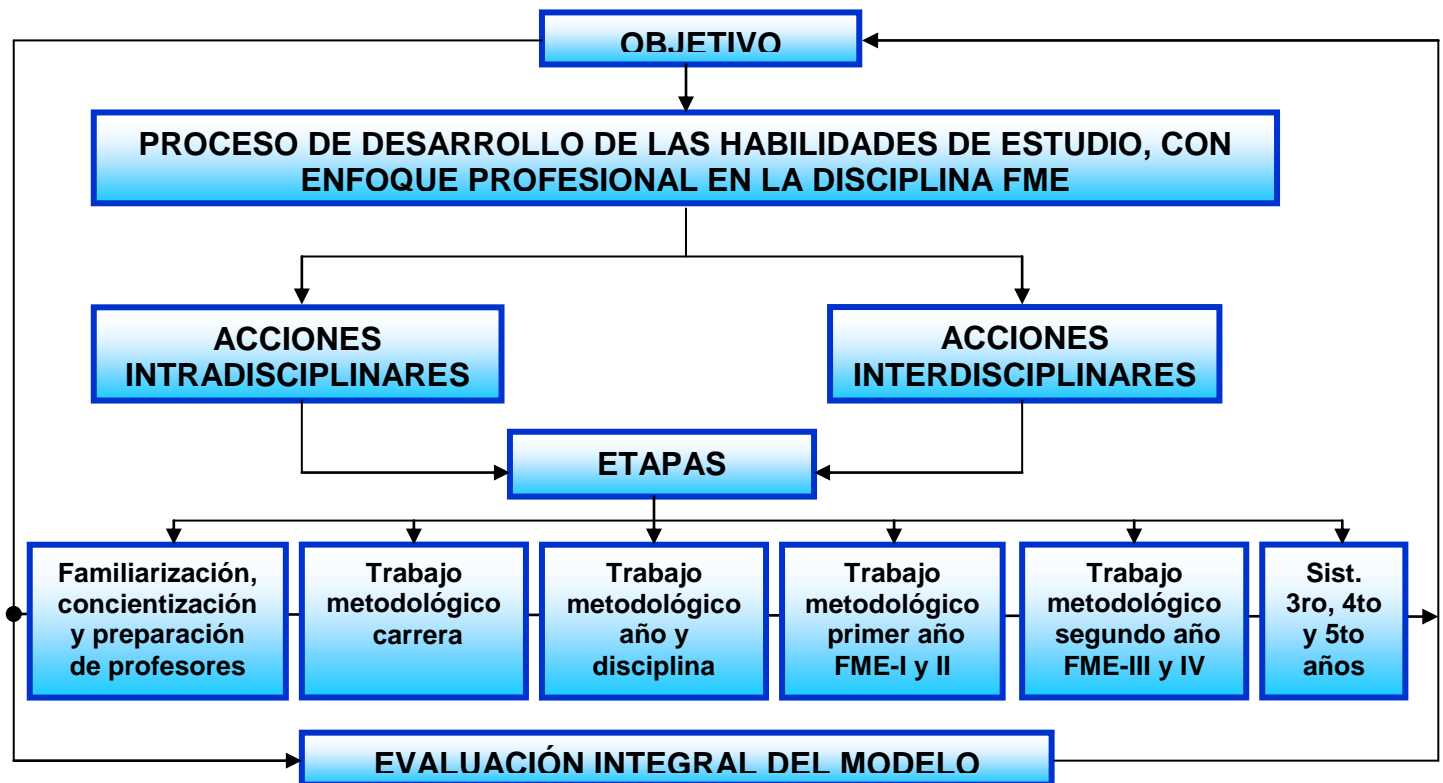 OBJETIVO
PROCESO DE DESARROLLO DE LAS HABILIDADES DE ESTUDIO, CON
ENFOQUE PROFESIONAL EN LA DISCIPLINA FME
ACCIONES
INTRADISCIPLINARES
ACCIONES
INTERDISCIPLINARES
ETAPAS
Familiarización,
concientización
y preparación
de profesores
Trabajo
metodológico
carrera
Trabajo
metodológico
año y
disciplina
Trabajo
metodológico
primer año
FME-I y II
Trabajo
metodológico
segundo año
FME-III y IV
Sist.
3ro, 4to
y 5to
años
EVALUACIÓN INTEGRAL DEL MODELO